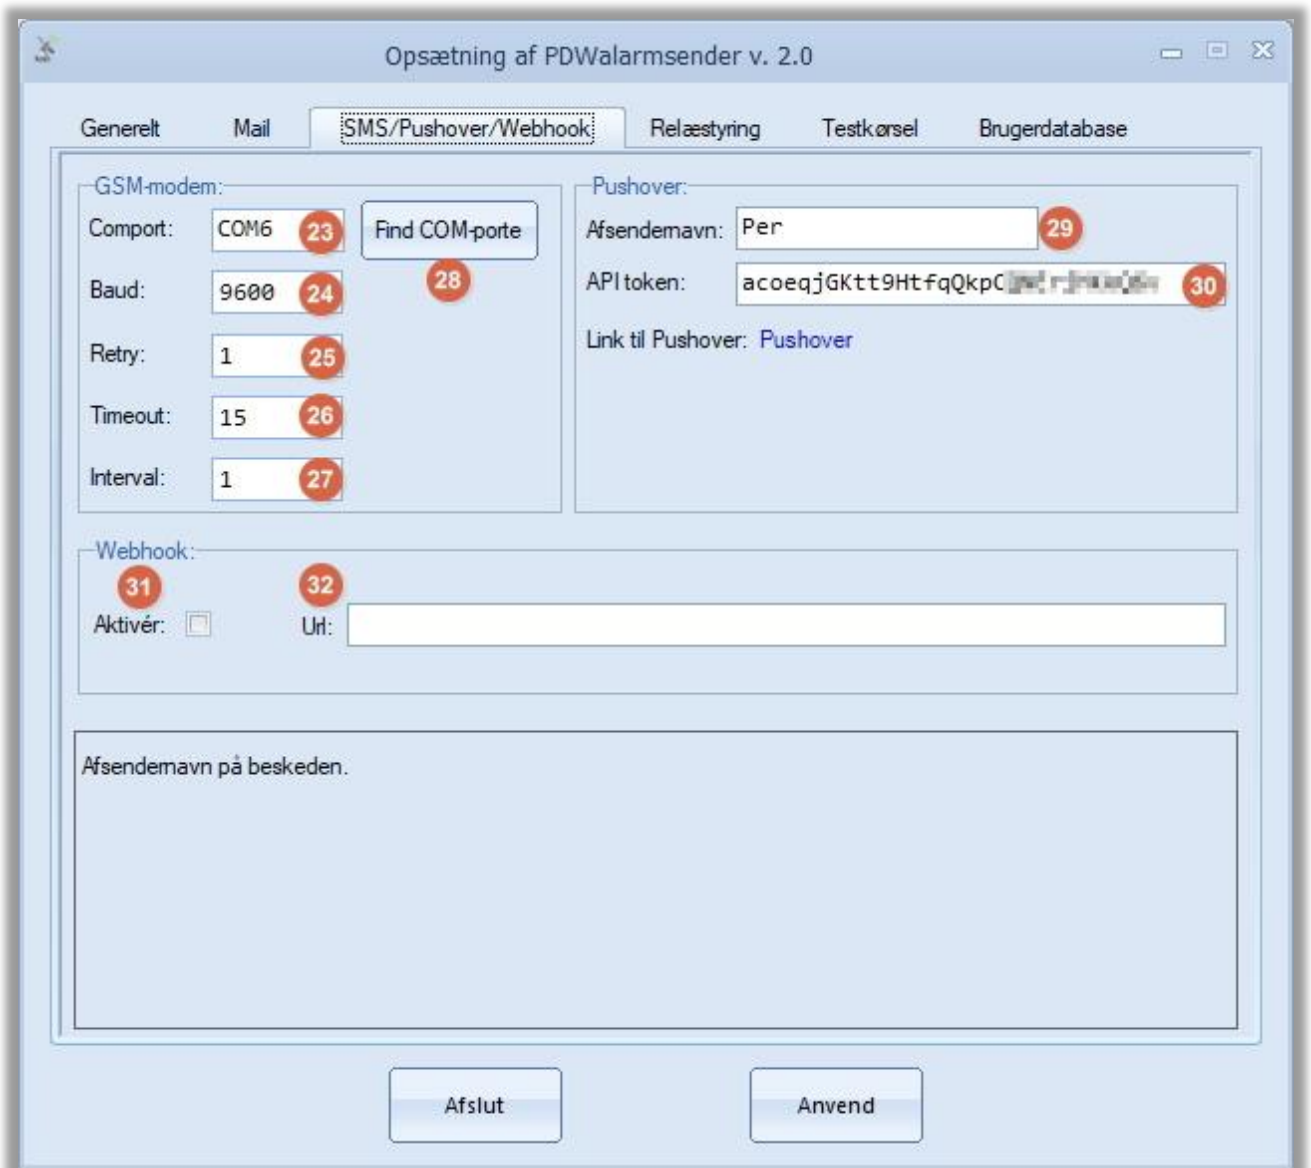 Opsætning af PDWalarmsender v. 2.0
Generelt Mail SMS/Pushover/Webhook Relæstyring Testkørsel Brugerdatabase
GSM-modem:
Comport: COM6 23 Find COM-porte
28
Baud: 9600 24
Retry: 1 25
Timeout: 15 26
Interval: 1 27
Pushover:
Afsendernavn: Per 29
API token: 30
Link til Pushover: Pushover
Webhook:
31 32
Aktivér: Url:
Afsendernavn på beskeden.
Afslut Anvend